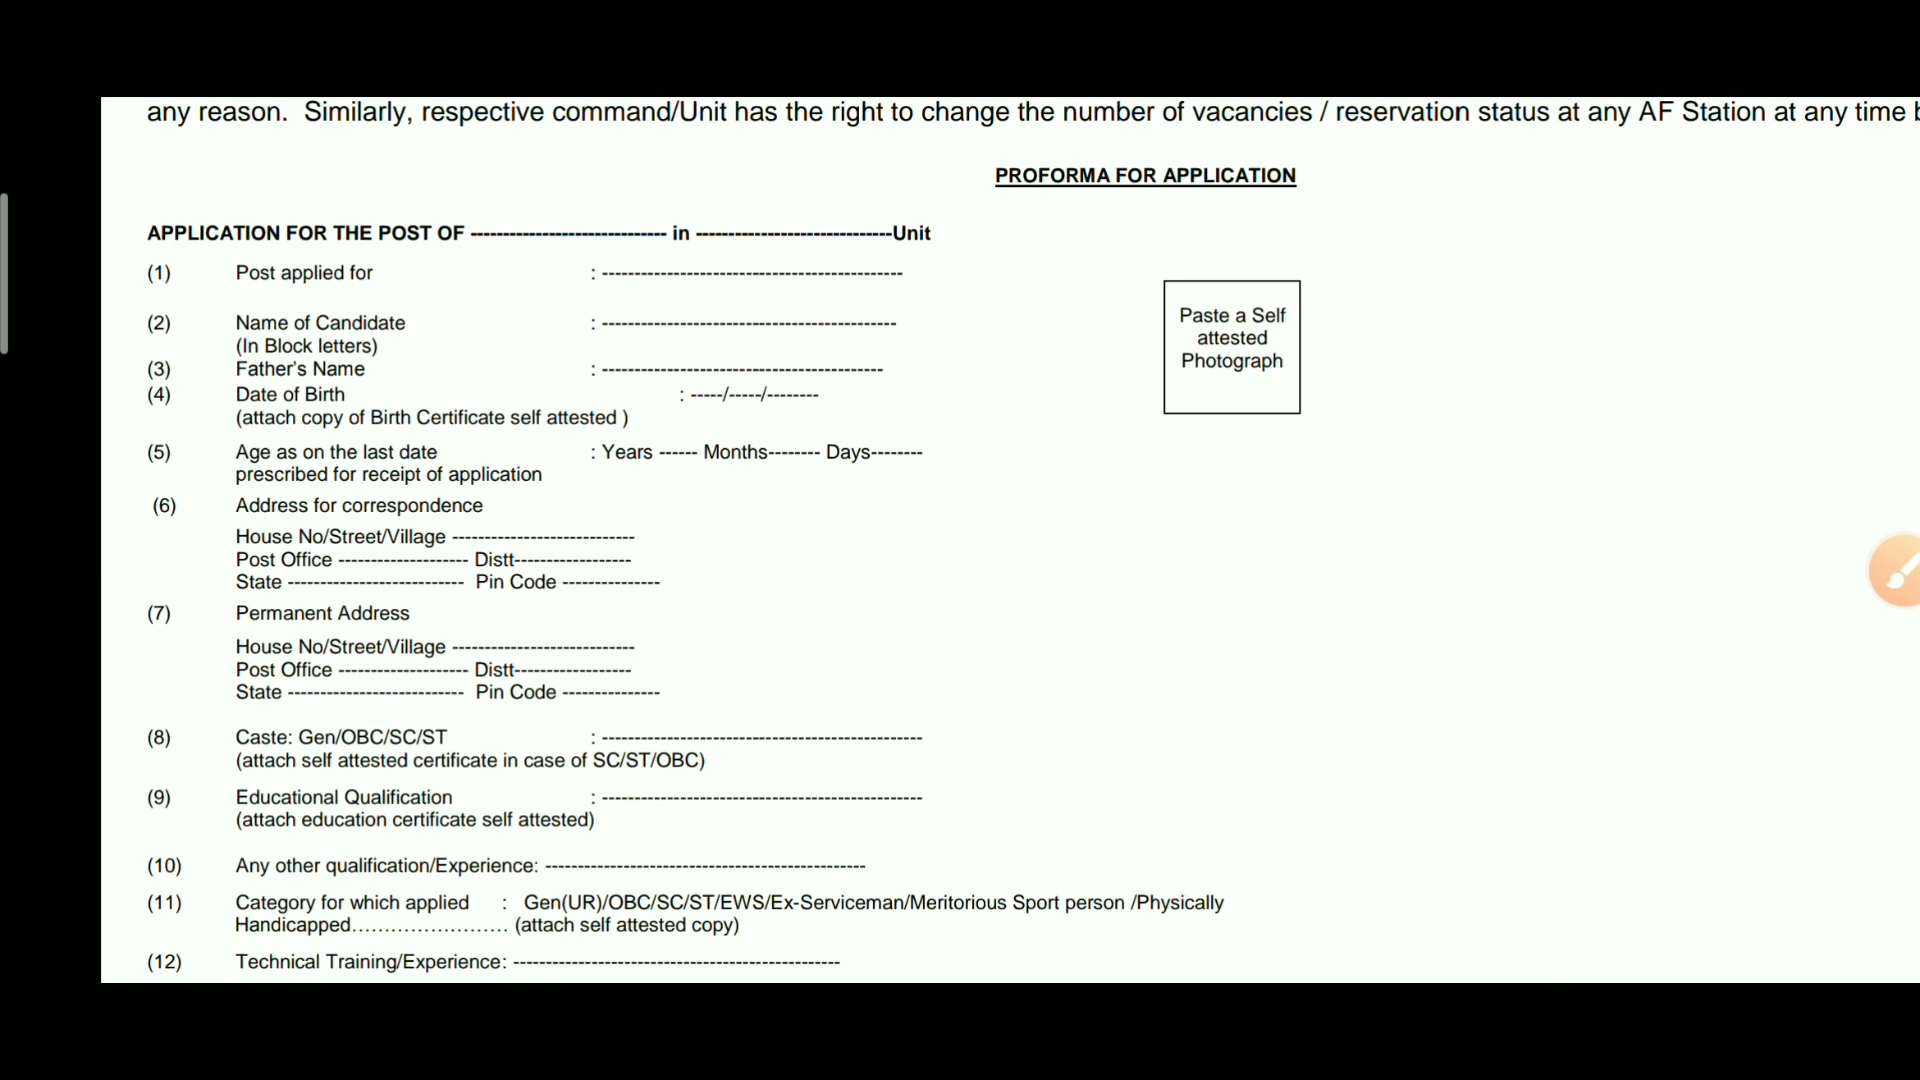 any reason.  Similarly, respective command/Unit has the right to change the number of vacancies / reservation status at any AF Station at any time
PROFORMA FOR APPLICATION
APPLICATION FOR THE POST OF ------------------------------ in ------------------------------Unit
(1) Post applied for : ----------------------------------------------
(2) Name of Candidate : ---------------------------------------------
(In Block letters)
(3) Father's Name : -------------------------------------------
(4) Date of Birth : -----/-----/--------
(attach copy of Birth Certificate self attested )
Paste a Self
attested
Photograph
(5) Age as on the last date : Years ------ Months-------- Days--------
prescribed for receipt of application
(6) Address for correspondence
House No/Street/Village ----------------------------
Post Office -------------------- Distt------------------
State --------------------------- Pin Code ---------------
(7) Permanent Address
House No/Street/Village ----------------------------
Post Office -------------------- Distt------------------
State --------------------------- Pin Code ---------------
(8) Caste: Gen/OBC/SC/ST : -------------------------------------------------
(attach self attested certificate in case of SC/ST/OBC)
(9) Educational Qualification : -------------------------------------------------
(attach education certificate self attested)
(10) Any other qualification/Experience: -------------------------------------------------
(11) Category for which applied : Gen(UR)/OBC/SC/ST/EWS/Ex-Serviceman/Meritorious Sport person /Physically
Handicapped…………………… (attach self attested copy)
(12) Technical Training/Experience: --------------------------------------------------